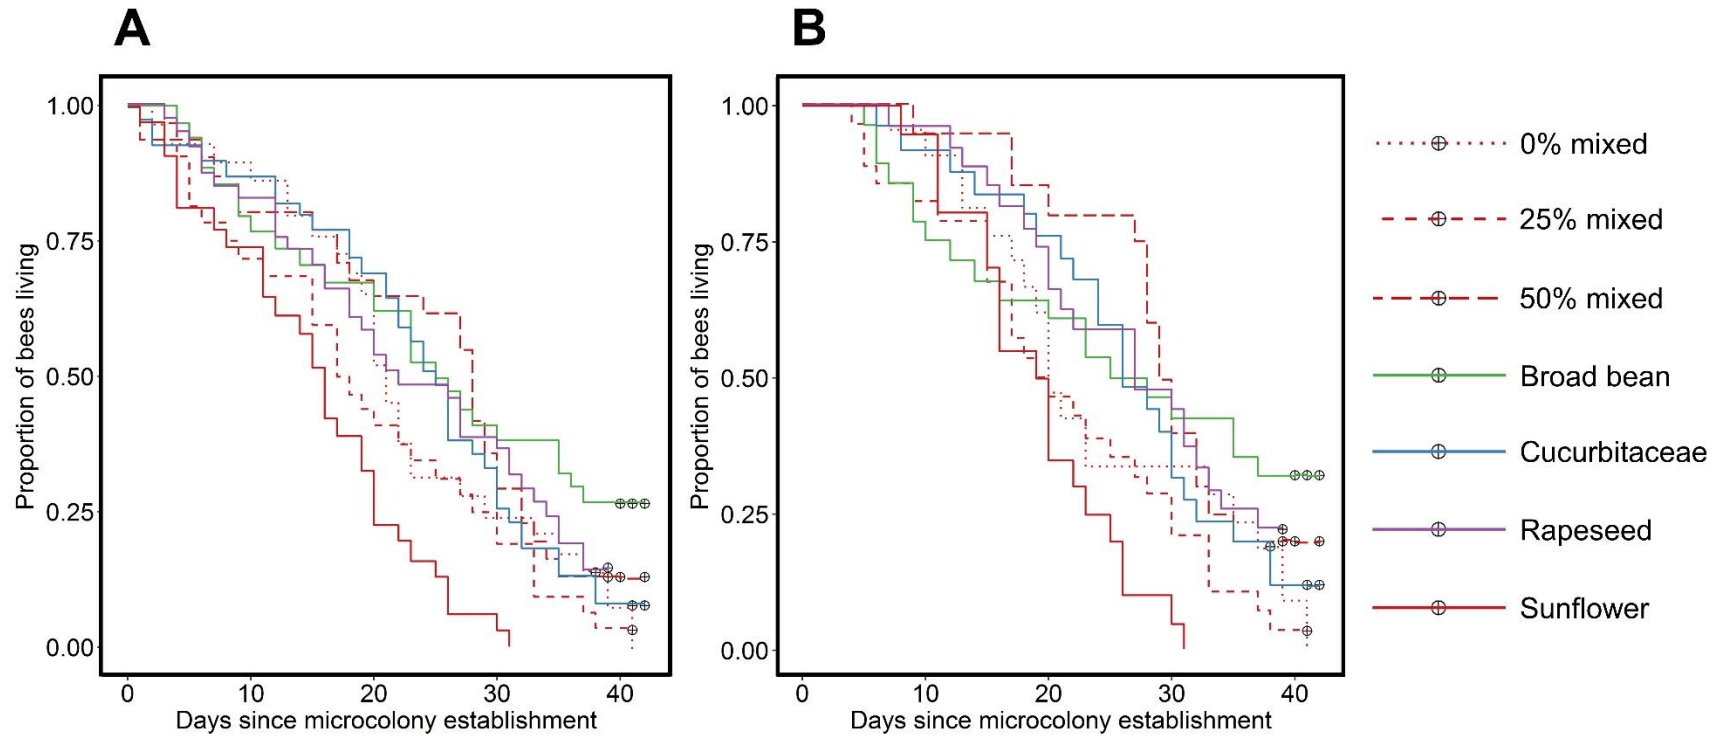 A
B
Proportion of bees living
1.00
0.75
0.50
0.25
0.00
0 10 20 30 40
Days since microcolony establishment
Proportion of bees living
1.00
0.75
0.50
0.25
0.00
0 10 20 30 40
Days since microcolony establishment
0% mixed
25% mixed
50% mixed
Broad bean
Cucurbitaceae
Rapeseed
Sunflower